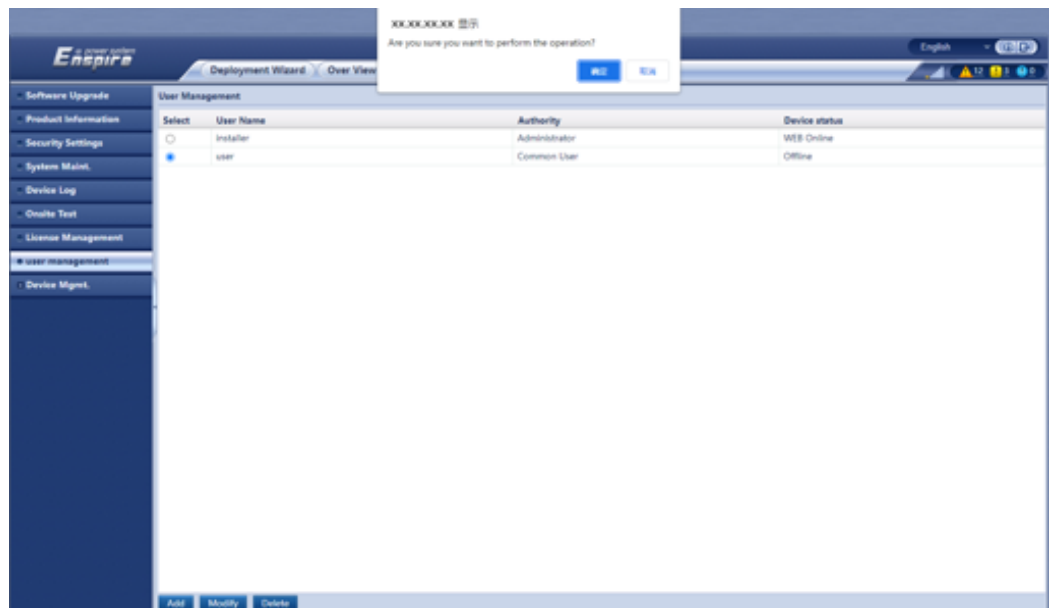 XX.XX.XX.XX 显示
Are you sure you want to perform the operation?
确定 取消
Enspire
English
Deployment Wizard Over View
12 1 0
Software Upgrade
Product Information
Security Settings
System Maint.
Device Log
Onsite Test
License Management
user management
Device Mgmt.
User Management
Select User Name Authority Device status
installer Administrator WEB Online
user Common User Offline
Add Modify Delete